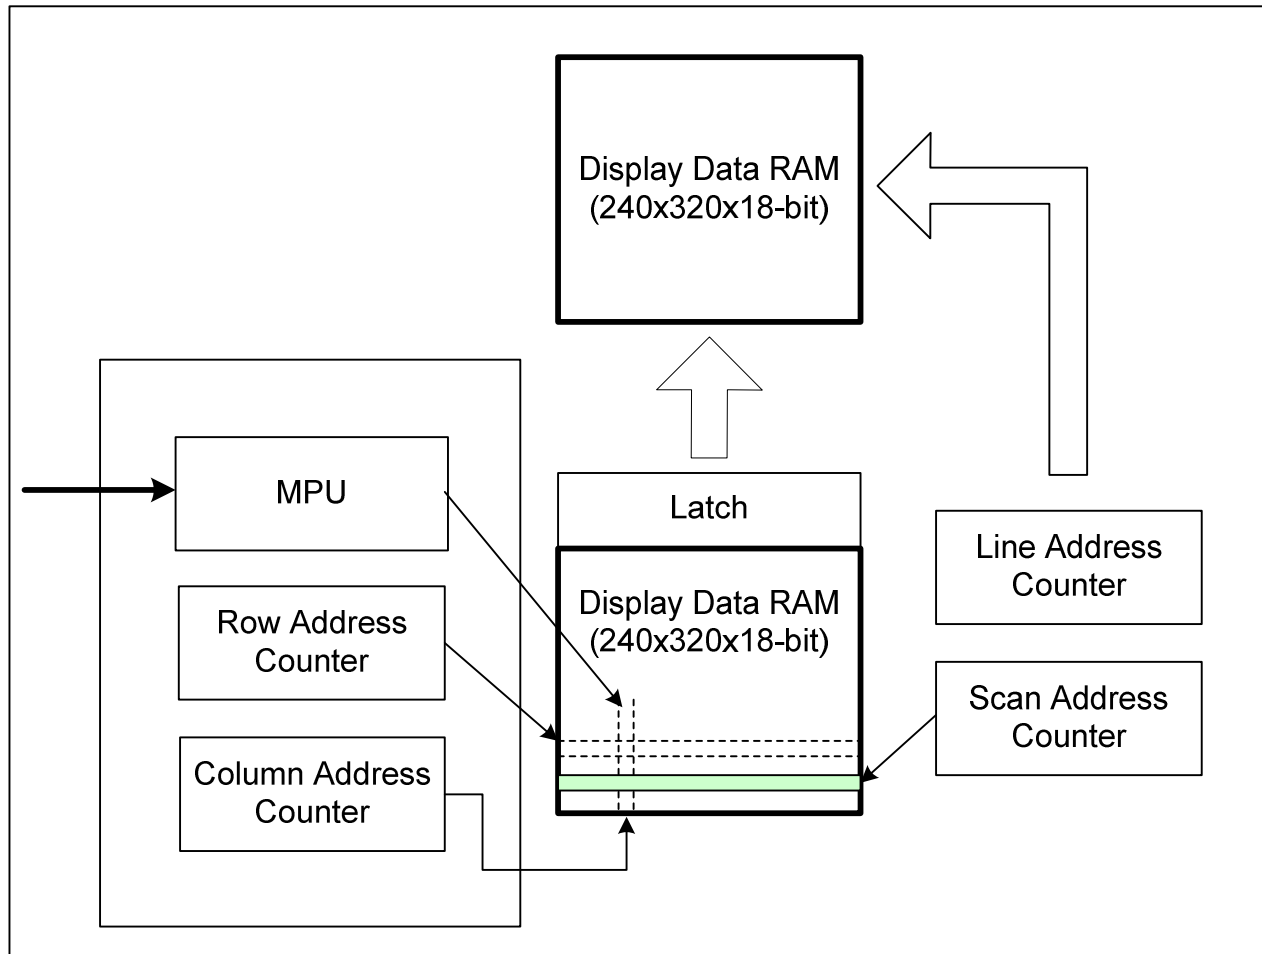 Display Data RAM
(240x320x18-bit)
MPU
Latch
Line Address
Counter
Display Data RAM
(240x320x18-bit)
Row Address
Counter
Scan Address
Counter
Column Address
Counter